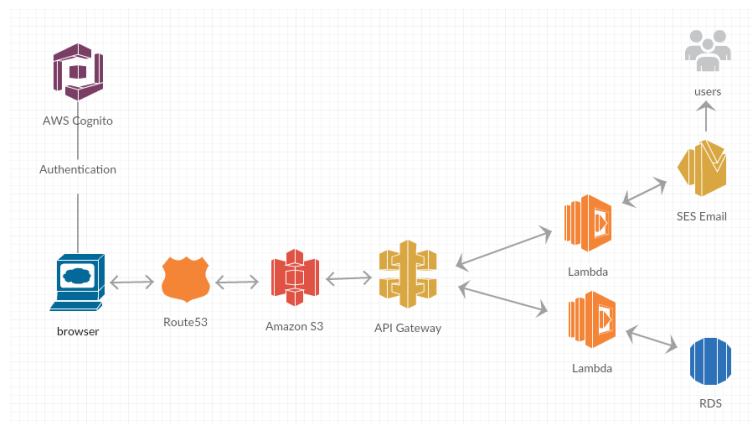 users
AWS Cognito
Authentication
SES Email
Lambda
browser
Route53
Amazon S3
API Gateway
Lambda
RDS